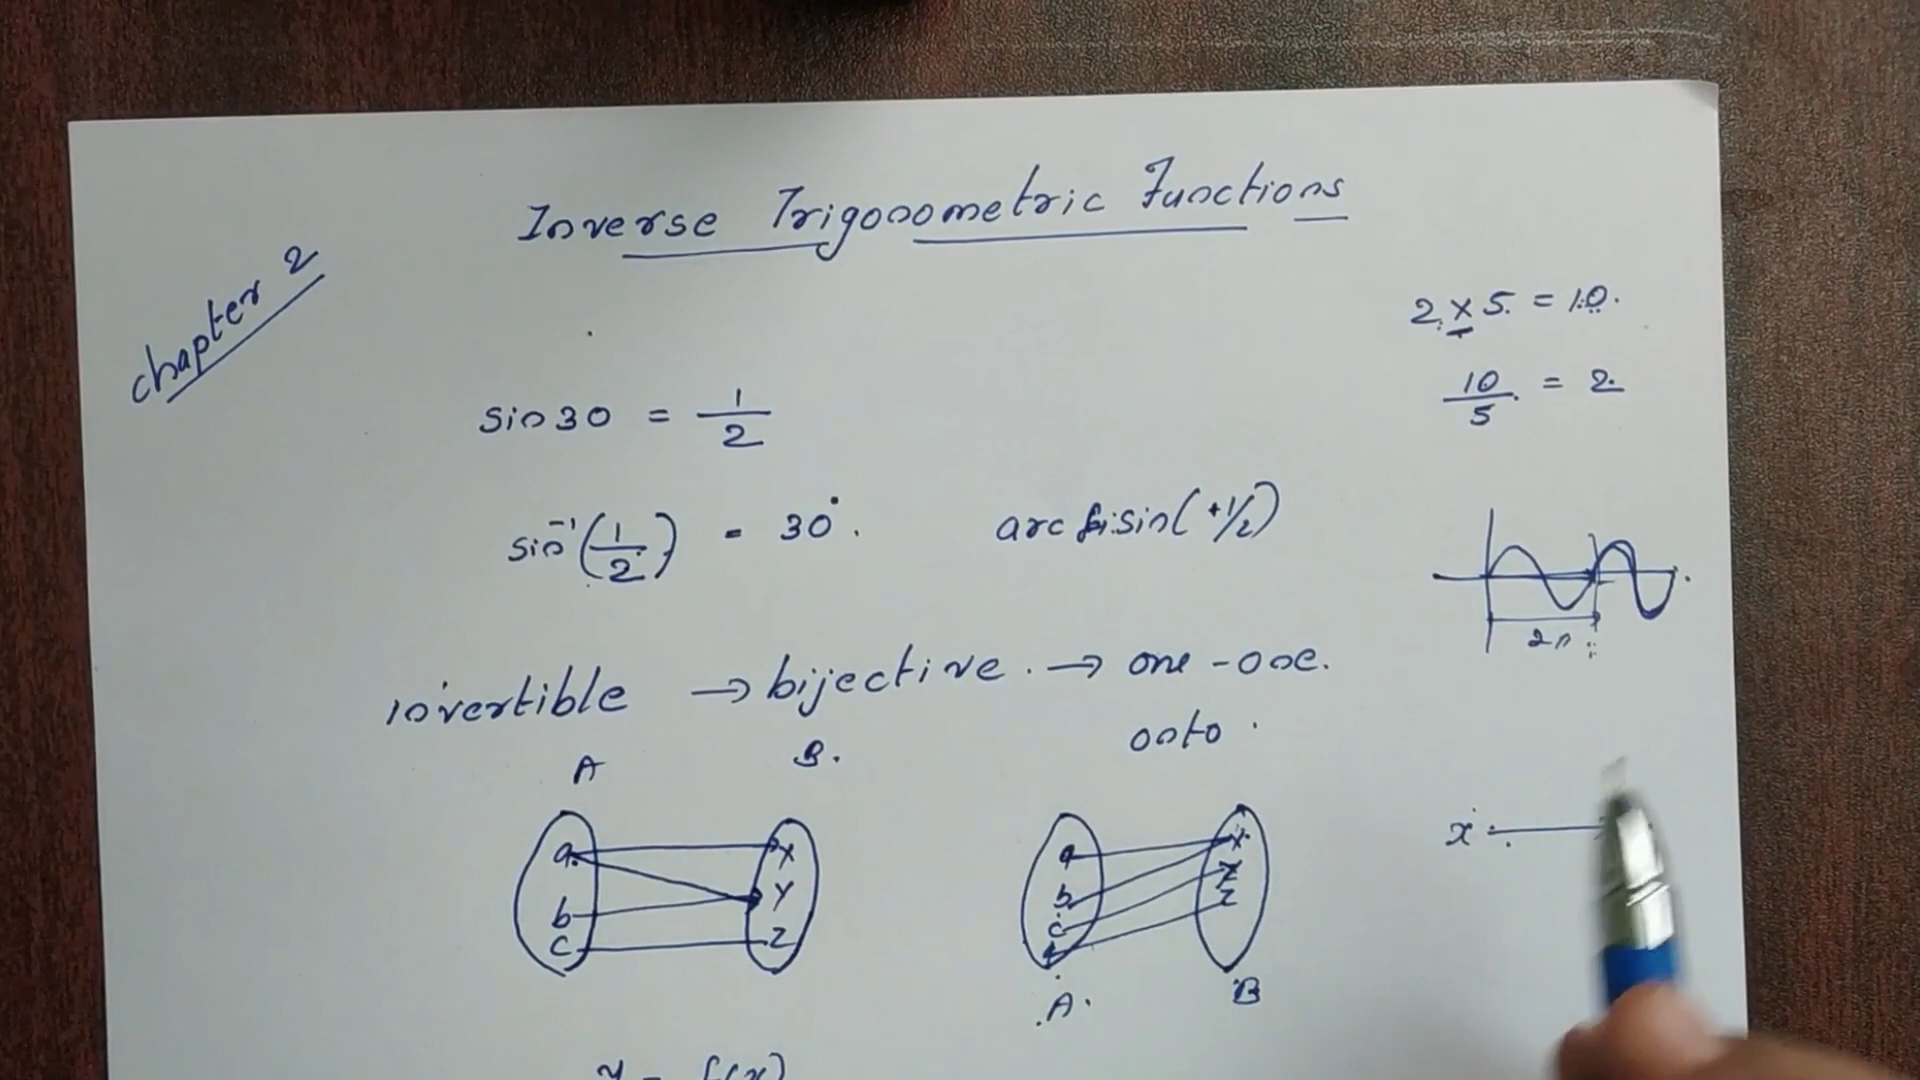 Inverse Trigonometric Functions
chapter 2
2 x 5 = 10.
10/5 = 2
sin 30 = 1/2
sin⁻¹(1/2) = 30°.
arc sin(+1/2)
2π
invertible → bijective. → one-one.
onto.
A B.
a x
b y
c z
a x
b y
c z
A. B
x
y = f(x)